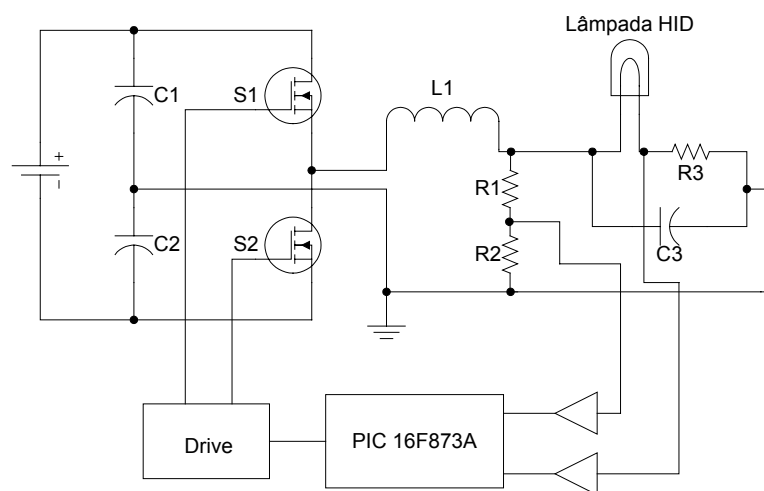 Lâmpada HID
C1
S1
L1
+
–
R1
R3
C2
S2
R2
C3
Drive
PIC 16F873A